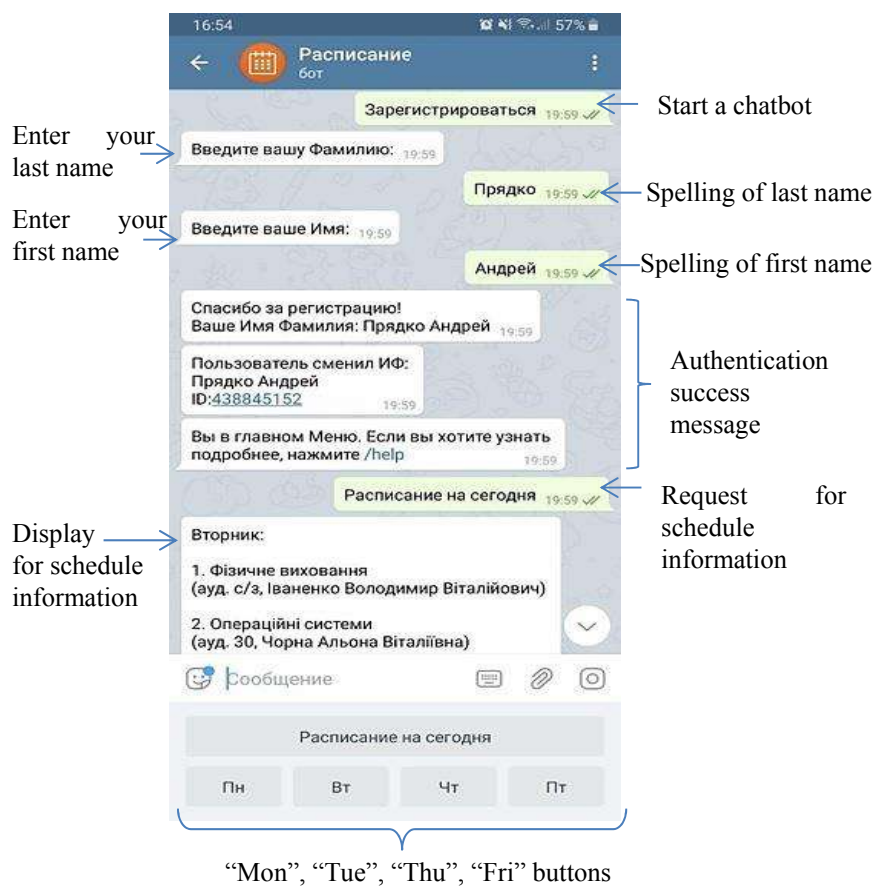 16:54 57%
Расписание
бот
Зарегистрироваться 19:59
Start a chatbot
Enter your
last name
Введите вашу Фамилию: 19:59
Прядко 19:59
Spelling of last name
Enter your
first name
Введите ваше Имя: 19:59
Андрей 19:59
Spelling of first name
Спасибо за регистрацию!
Ваше Имя Фамилия: Прядко Андрей 19:59
Пользователь сменил ИФ:
Прядко Андрей
ID:438845152 19:59
Вы в главном Меню. Если вы хотите узнать
подробнее, нажмите /help 19:59
Authentication
success
message
Расписание на сегодня 19:59
Request for
schedule
information
Display
for schedule
information
Вторник:
1. Фізичне виховання
(ауд. с/з, Іваненко Володимир Віталійович)
2. Операційні системи
(ауд. 30, Чорна Альона Віталіївна)
Сообщение
Расписание на сегодня
Пн Вт Чт Пт
“Mon”, “Tue”, “Thu”, “Fri” buttons